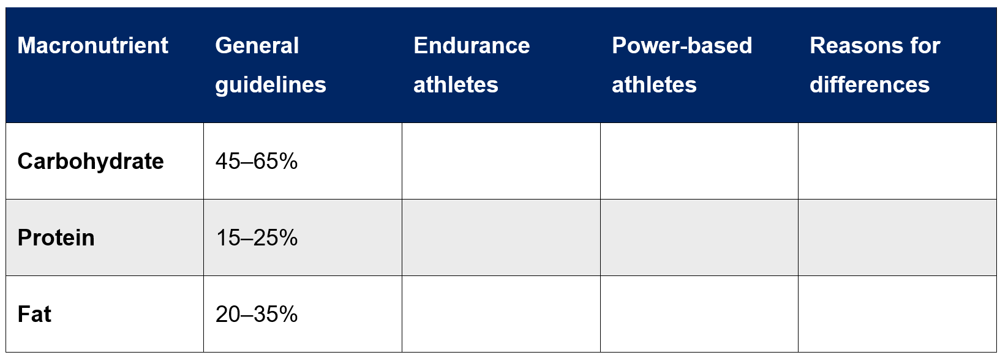 Macronutrient
General
guidelines
Endurance
athletes
Power-based
athletes
Reasons for
differences
Carbohydrate
45–65%
Protein
15–25%
Fat
20–35%